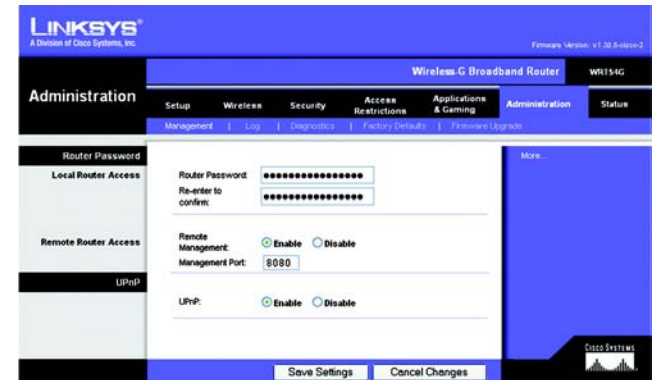 LINKSYS®
A Division of Cisco Systems, Inc.
Firmware Version: v1.30.6-cisco-2
Wireless-G Broadband Router WRT54G
Administration
Setup Wireless Security Access Restrictions Applications & Gaming Administration Status
Management | Log | Diagnostics | Factory Defaults | Firmware Upgrade
Router Password
More...
Local Router Access
Router Password:
Re-enter to
confirm:
Remote Router Access
Remote
Management:
Enable Disable
Management Port: 8080
UPnP
UPnP: Enable Disable
CISCO SYSTEMS
Save Settings Cancel Changes